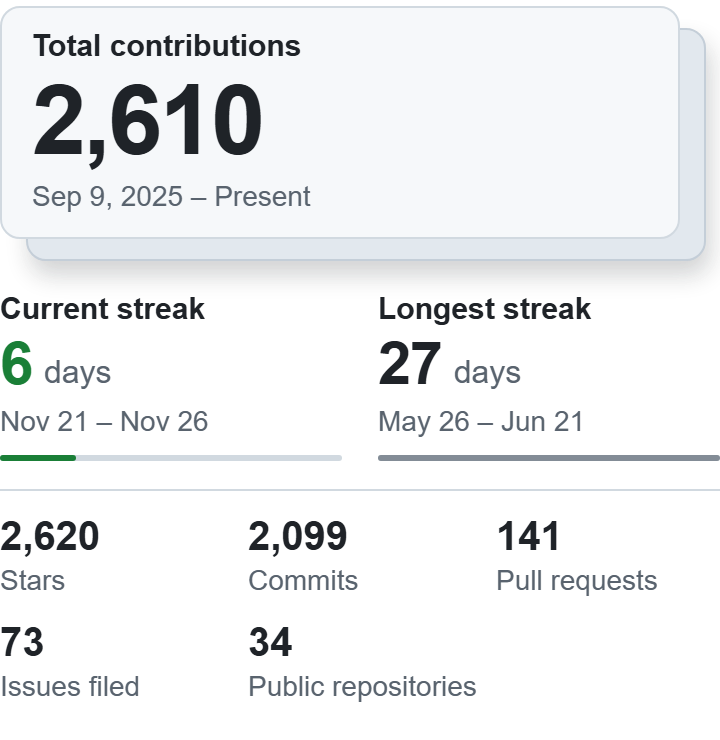 Total contributions
2,610
Sep 9, 2025 – Present
Current streak
6 days
Nov 21 – Nov 26
Longest streak
27 days
May 26 – Jun 21
2,620
Stars
2,099
Commits
141
Pull requests
73
Issues filed
34
Public repositories